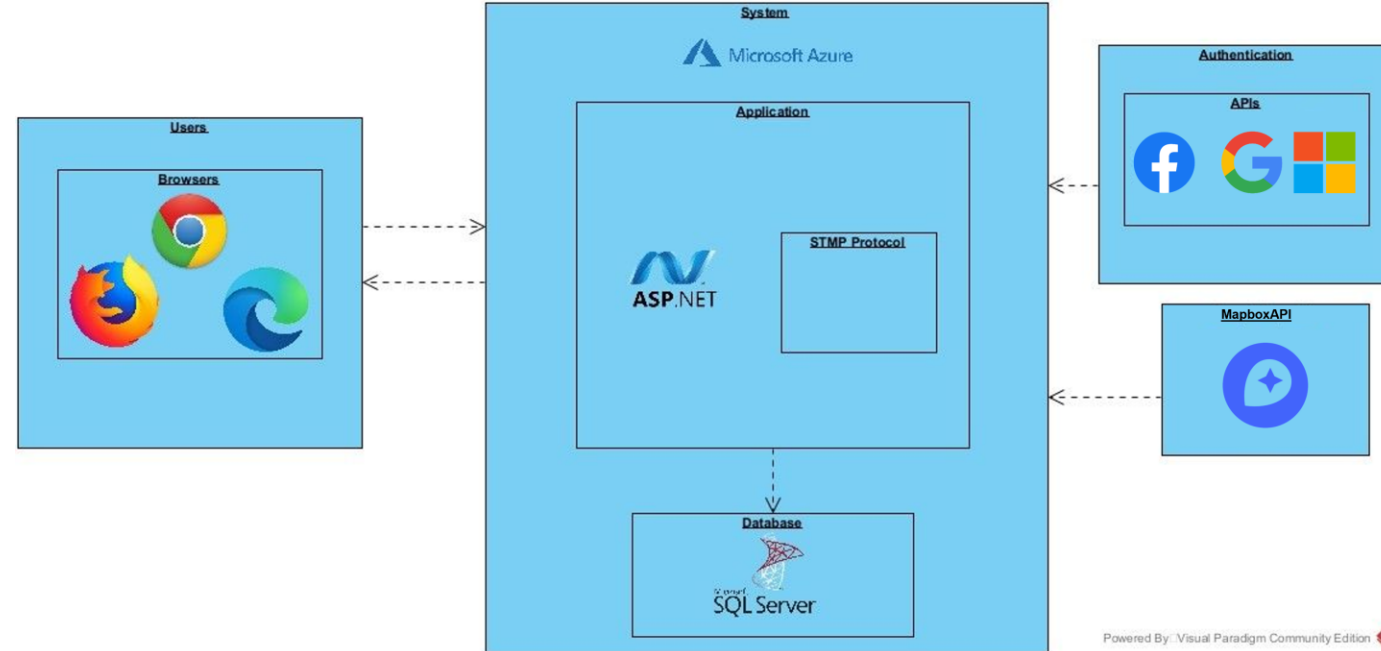 System
Microsoft Azure
Authentication
APIs
Application
Users
Browsers
STMP Protocol
ASP.NET
MapboxAPI
Database
Microsoft
SQL Server
Powered By Visual Paradigm Community Edition